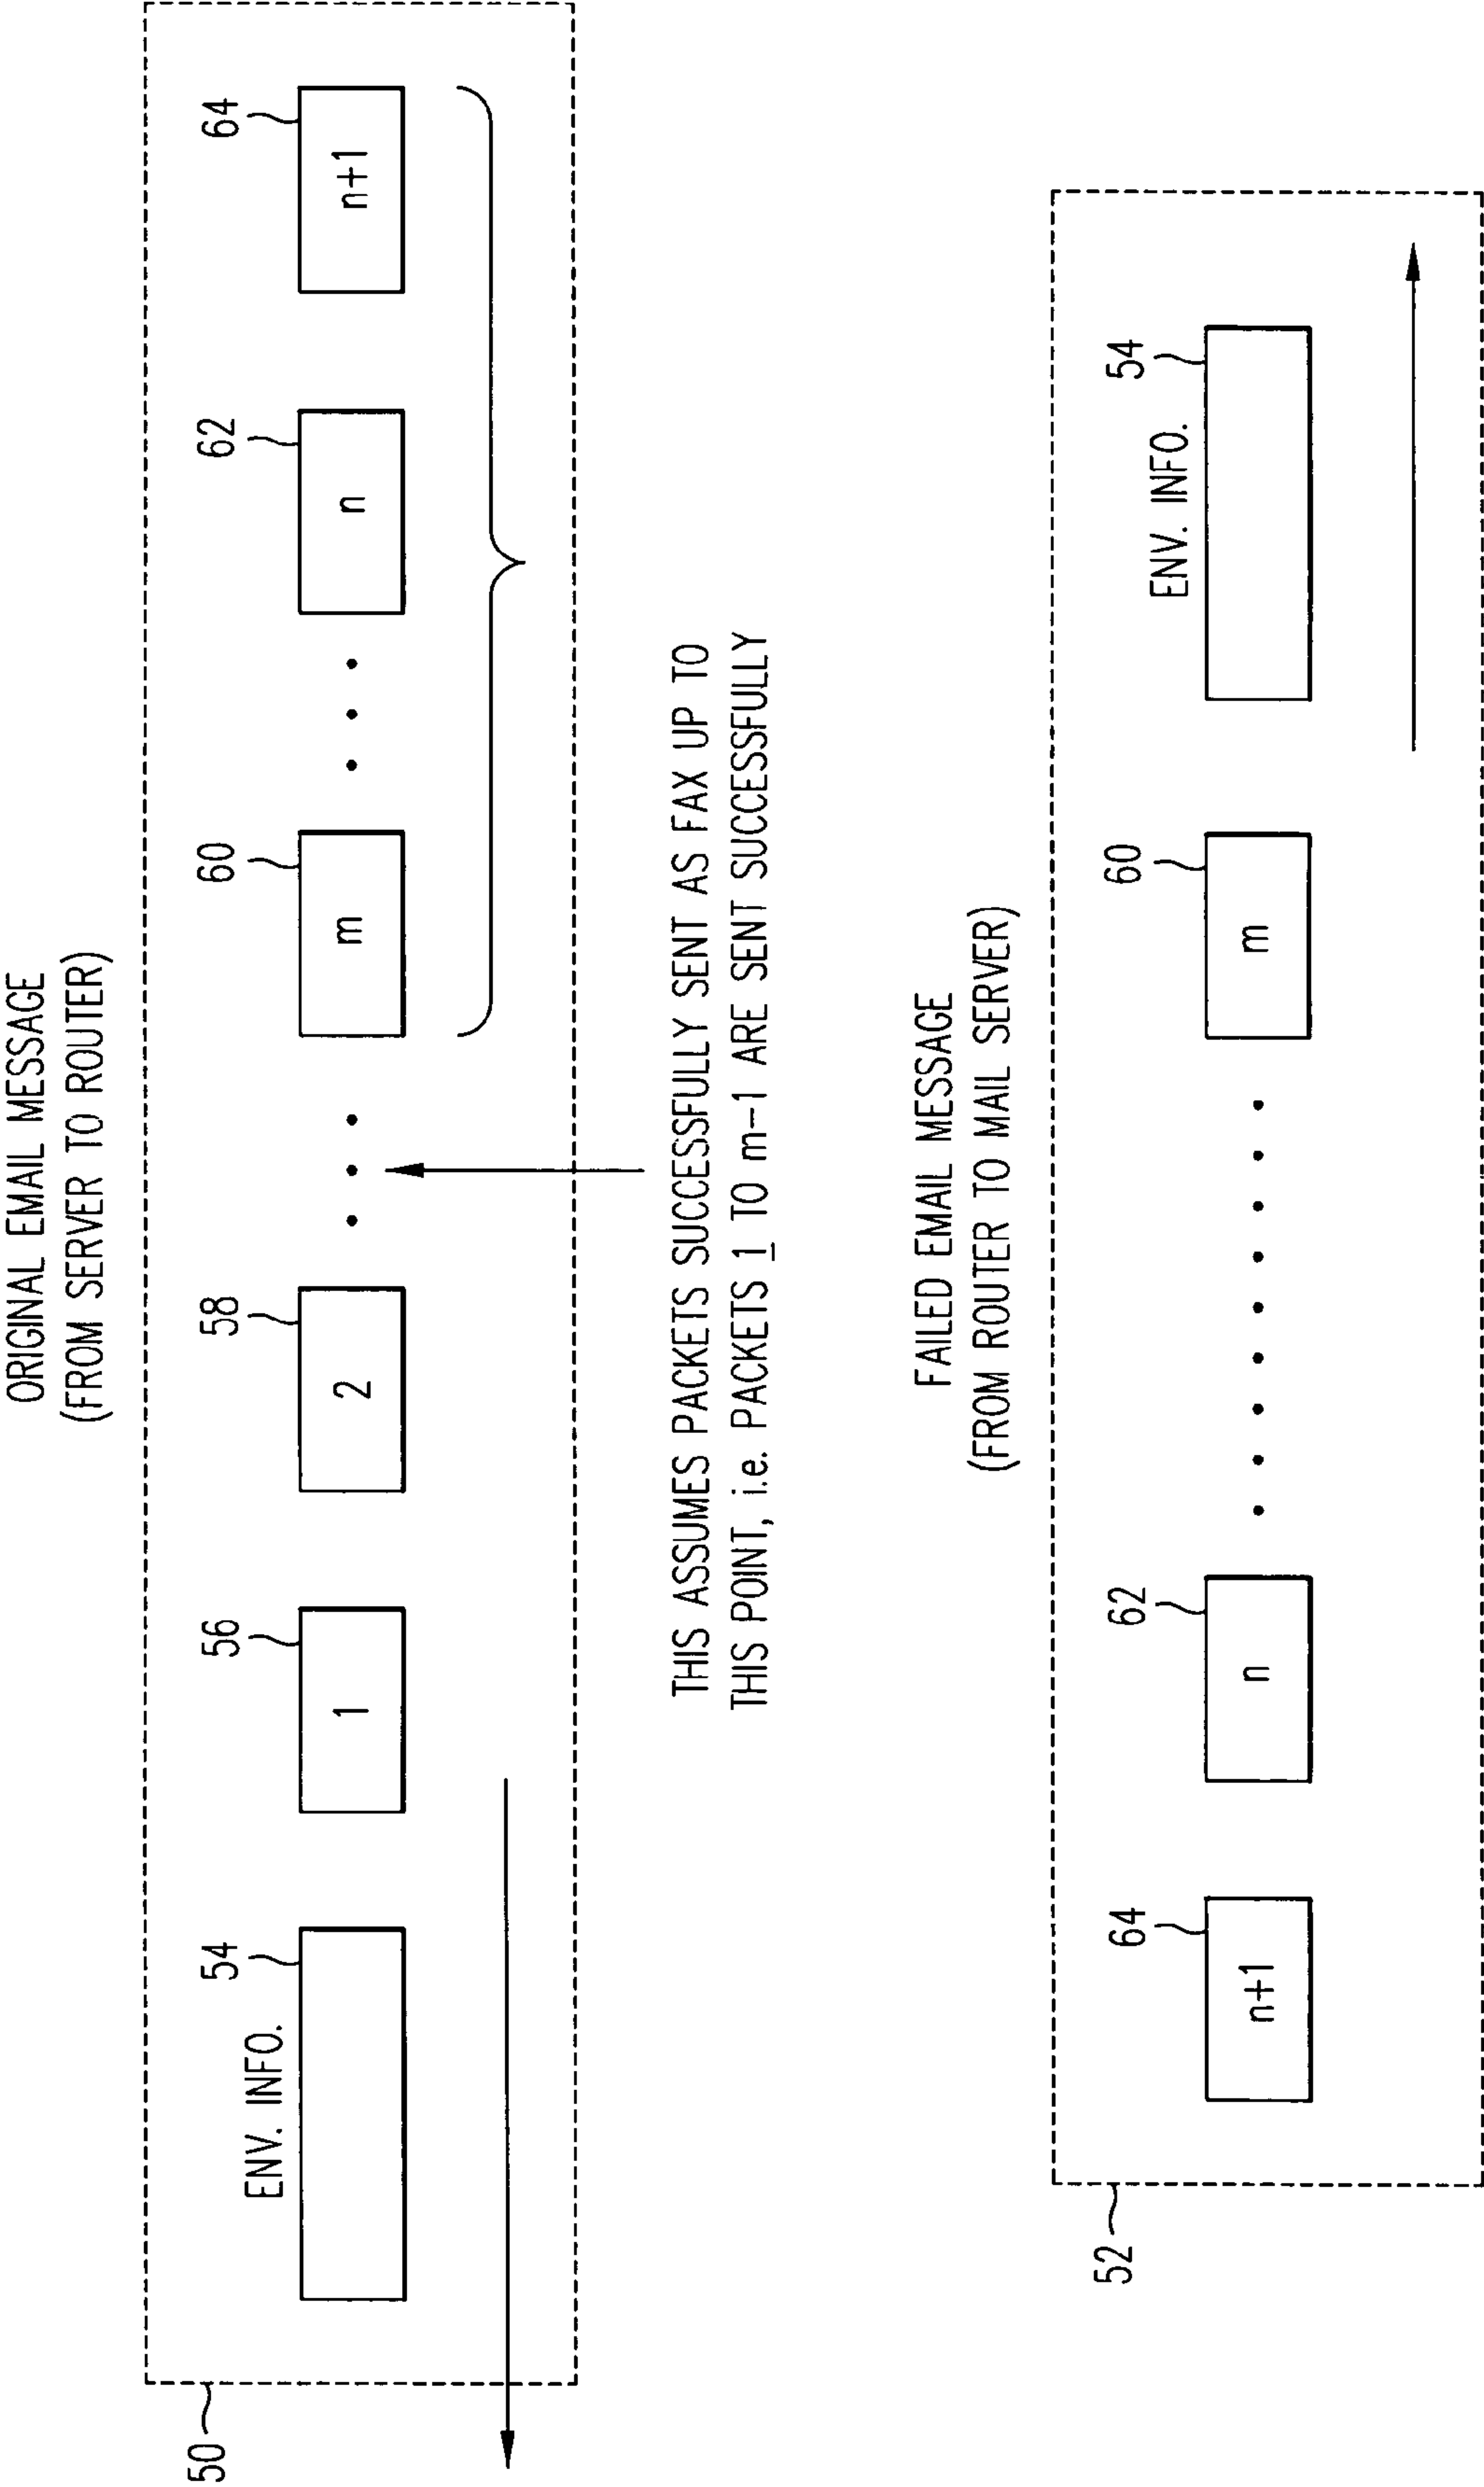 ORIGINAL EMAIL MESSAGE
(FROM SERVER TO ROUTER)
50
54
56
58
60
62
64
ENV. INFO.
1
2
m
n
n+1
THIS ASSUMES PACKETS SUCCESSFULLY SENT AS FAX UP TO
THIS POINT, i.e. PACKETS 1 TO m-1 ARE SENT SUCCESSFULLY
FAILED EMAIL MESSAGE
(FROM ROUTER TO MAIL SERVER)
52
64
62
60
54
ENV. INFO.
n+1
n
m